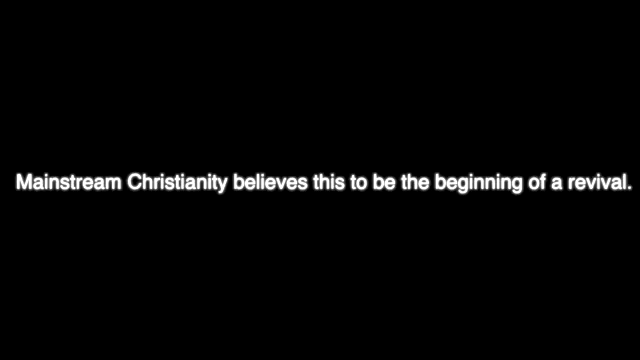 Mainstream Christianity believes this to be the beginning of a revival.